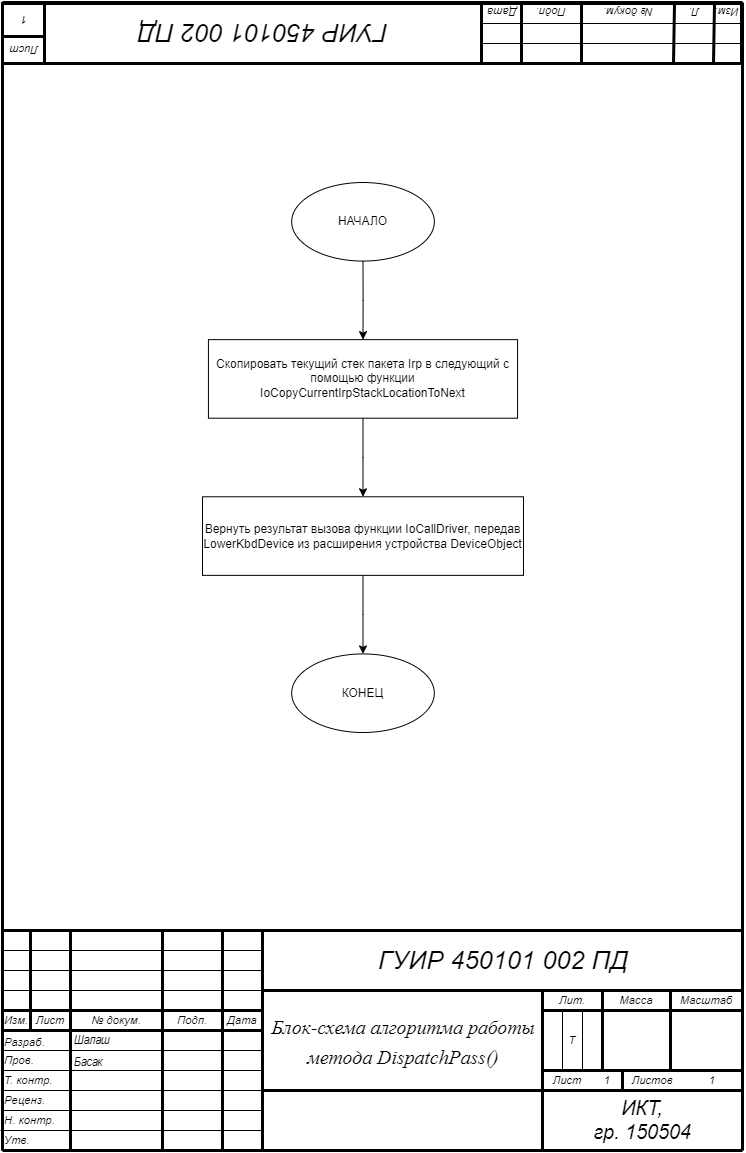 Лист
1
ГУИР 450101 002 ПД
Изм.
Л.
№ докум.
Подп.
Дата
НАЧАЛО
Скопировать текущий стек пакета Irp в следующий с
помощью функции
IoCopyCurrentIrpStackLocationToNext
Вернуть результат вызова функции IoCallDriver, передав
LowerKbdDevice из расширения устройства DeviceObject
КОНЕЦ
ГУИР 450101 002 ПД
Изм. Лист № докум. Подп. Дата
Разраб. Шалаш
Пров. Басак
Т. контр.
Реценз.
Н. контр.
Утв.
Блок-схема алгоритма работы
метода DispatchPass()
Лит. Масса Масштаб
Т
Лист 1 Листов 1
ИКТ,
гр. 150504